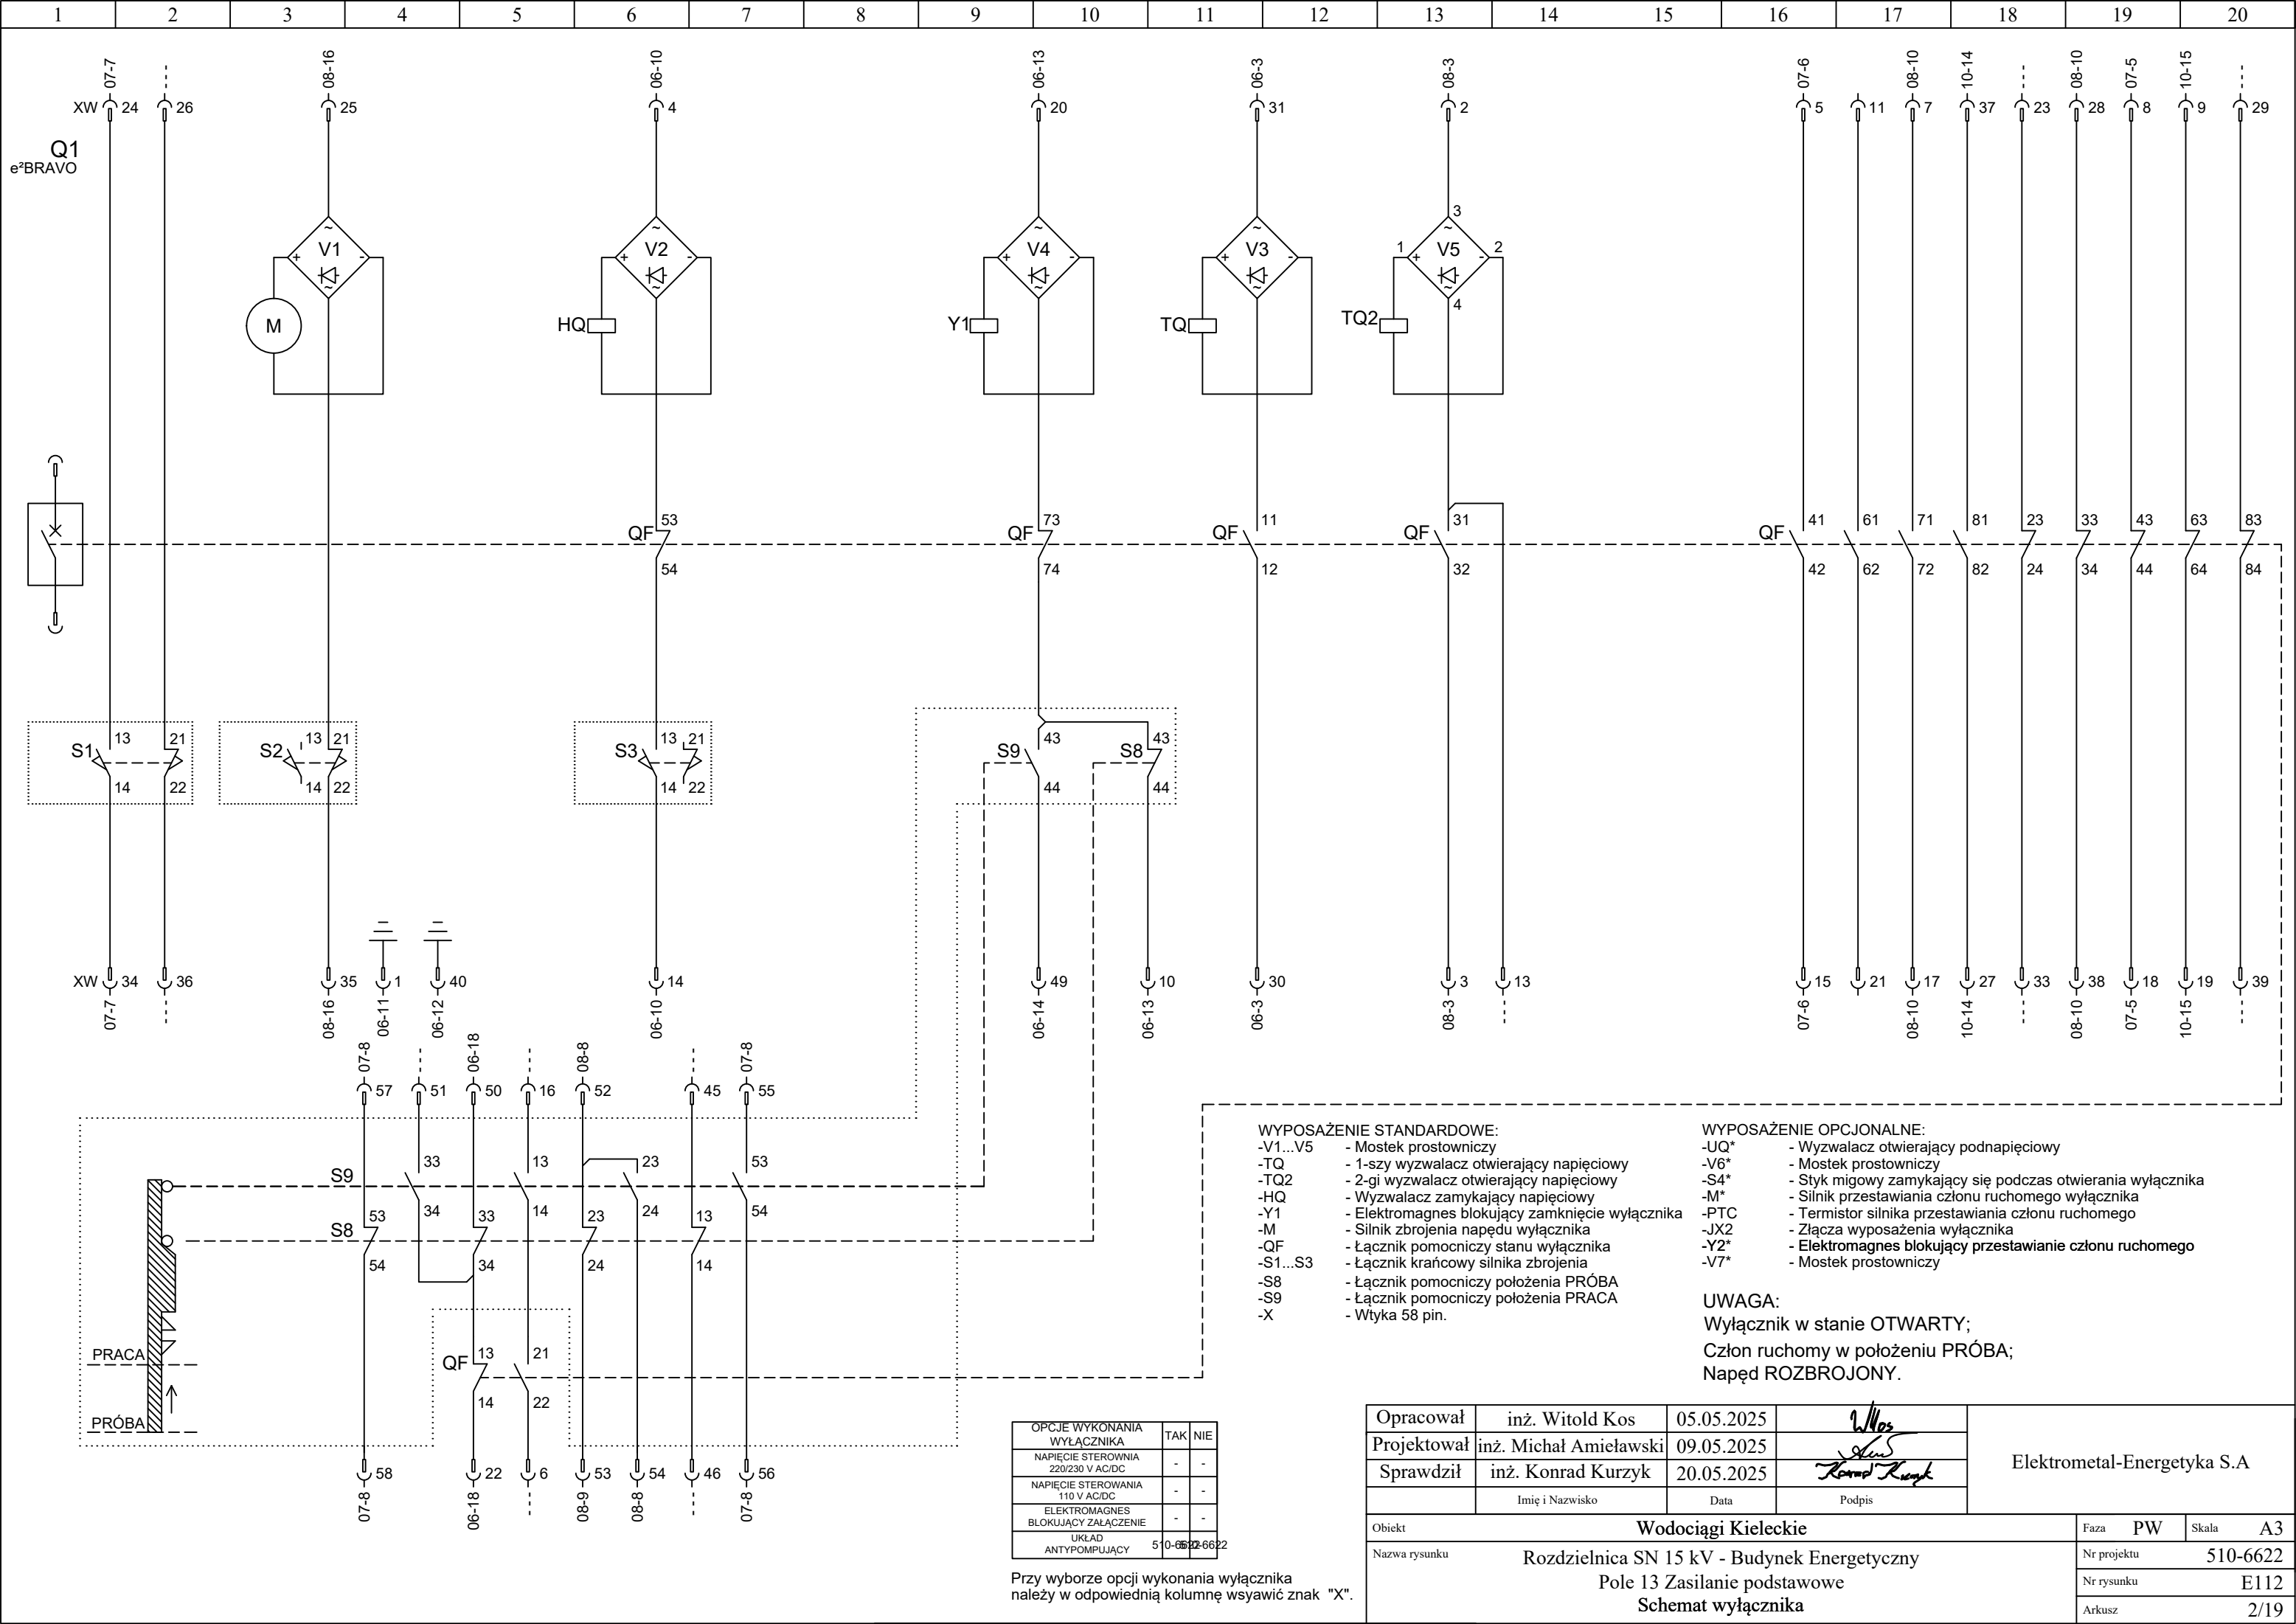 1 2 3 4 5 6 7 8 9 10 11 12 13 14 15 16 17 18 19 20
07-7 ---- 08-16 06-10 06-13 06-3 08-3 07-6 08-10 10-14 ---- 08-10 07-5 10-15 ----
XW 24 26 25 4 20 31 2 5 11 7 37 23 28 8 9 29
Q1
e²BRAVO
3
~ ~ ~ ~ ~
V1 V2 V4 V3 1 V5 2
+ - + - + - + - + -
~ ~ ~ ~ ~
4
M HQ Y1 TQ TQ2
53 73 11 31 41 61 71 81 23 33 43 63 83
QF QF QF QF QF
54 74 12 32 42 62 72 82 24 34 44 64 84
13 21 13 21 13 21 43 43
S1 S2 S3 S9 S8
14 22 14 22 14 22 44 44
XW 34 36 35 1 40 14 49 10 30 3 13 15 21 17 27 33 38 18 19 39
07-7 ---- 08-16 06-11 06-12 06-10 06-14 06-13 06-3 08-3 ---- 07-6 08-10 10-14 ---- 08-10 07-5 10-15 ----
07-8 ---- 06-18 ---- 08-8 ---- 07-8
57 51 50 16 52 45 55
33 13 23 53
S9
34 14 24 54
53 33 23 13
S8
54 34 24 14
PRACA
13 21
QF
14 22
PRÓBA
58 22 6 53 54 46 56
07-8 06-18 ---- 08-9 08-8 ---- 07-8
WYPOSAŻENIE STANDARDOWE:
-V1...V5 - Mostek prostowniczy
-TQ - 1-szy wyzwalacz otwierający napięciowy
-TQ2 - 2-gi wyzwalacz otwierający napięciowy
-HQ - Wyzwalacz zamykający napięciowy
-Y1 - Elektromagnes blokujący zamknięcie wyłącznika
-M - Silnik zbrojenia napędu wyłącznika
-QF - Łącznik pomocniczy stanu wyłącznika
-S1...S3 - Łącznik krańcowy silnika zbrojenia
-S8 - Łącznik pomocniczy położenia PRÓBA
-S9 - Łącznik pomocniczy położenia PRACA
-X - Wtyka 58 pin.
WYPOSAŻENIE OPCJONALNE:
-UQ* - Wyzwalacz otwierający podnapięciowy
-V6* - Mostek prostowniczy
-S4* - Styk migowy zamykający się podczas otwierania wyłącznika
-M* - Silnik przestawiania członu ruchomego wyłącznika
-PTC - Termistor silnika przestawiania członu ruchomego
-JX2 - Złącza wyposażenia wyłącznika
-Y2* - Elektromagnes blokujący przestawianie członu ruchomego
-V7* - Mostek prostowniczy
UWAGA:
Wyłącznik w stanie OTWARTY;
Człon ruchomy w położeniu PRÓBA;
Napęd ROZBROJONY.
OPCJE WYKONANIA
WYŁĄCZNIKA TAK NIE
NAPIĘCIE STEROWNIA
220/230 V AC/DC - -
NAPIĘCIE STEROWANIA
110 V AC/DC - -
ELEKTROMAGNES
BLOKUJĄCY ZAŁĄCZENIE - -
UKŁAD
ANTYPOMPUJĄCY 510-6622 510-6622
Przy wyborze opcji wykonania wyłącznika
należy w odpowiednią kolumnę wsyawić znak "X".
Opracował inż. Witold Kos 05.05.2025
Projektował inż. Michał Amieławski 09.05.2025
Sprawdził inż. Konrad Kurzyk 20.05.2025 Konrad Kurzyk
Imię i Nazwisko Data Podpis
Elektrometal-Energetyka S.A
Obiekt Wodociągi Kieleckie Faza PW Skala A3
Nazwa rysunku Rozdzielnica SN 15 kV - Budynek Energetyczny
Pole 13 Zasilanie podstawowe
Schemat wyłącznika
Nr projektu 510-6622
Nr rysunku E112
Arkusz 2/19